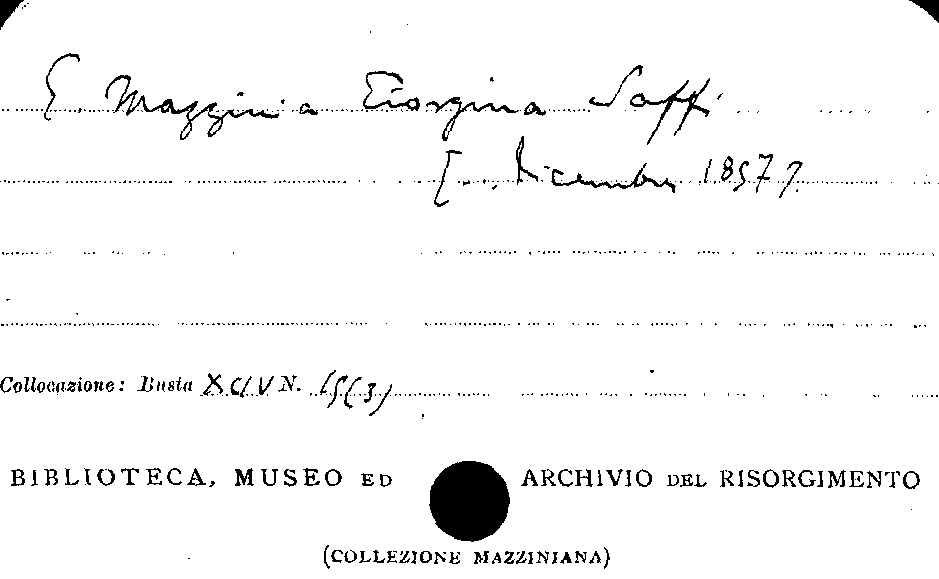 G. Mazzini a Giorgina Saffi
[... dicembre 1857].
Collocazione: Busta XCIV N. 15(3)
BIBLIOTECA, MUSEO ED ARCHIVIO DEL RISORGIMENTO
(COLLEZIONE MAZZINIANA)